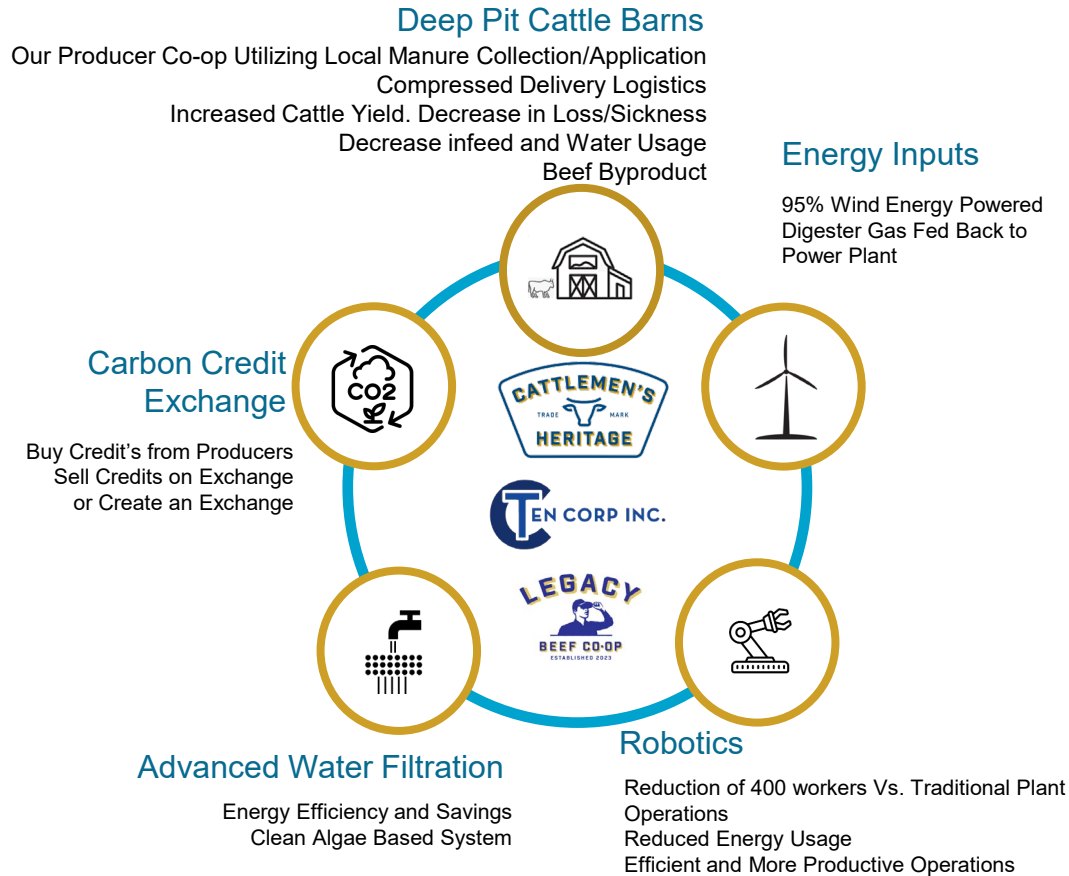 Deep Pit Cattle Barns
Our Producer Co-op Utilizing Local Manure Collection/Application
Compressed Delivery Logistics
Increased Cattle Yield. Decrease in Loss/Sickness
Decrease infeed and Water Usage
Beef Byproduct
Energy Inputs
95% Wind Energy Powered
Digester Gas Fed Back to
Power Plant
Carbon Credit
Exchange
Buy Credit's from Producers
Sell Credits on Exchange
or Create an Exchange
CO2
CATTLEMEN'S
TRADE MARK
HERITAGE
CTEN CORP INC.
LEGACY
BEEF CO-OP
ESTABLISHED 2023
Advanced Water Filtration
Energy Efficiency and Savings
Clean Algae Based System
Robotics
Reduction of 400 workers Vs. Traditional Plant
Operations
Reduced Energy Usage
Efficient and More Productive Operations